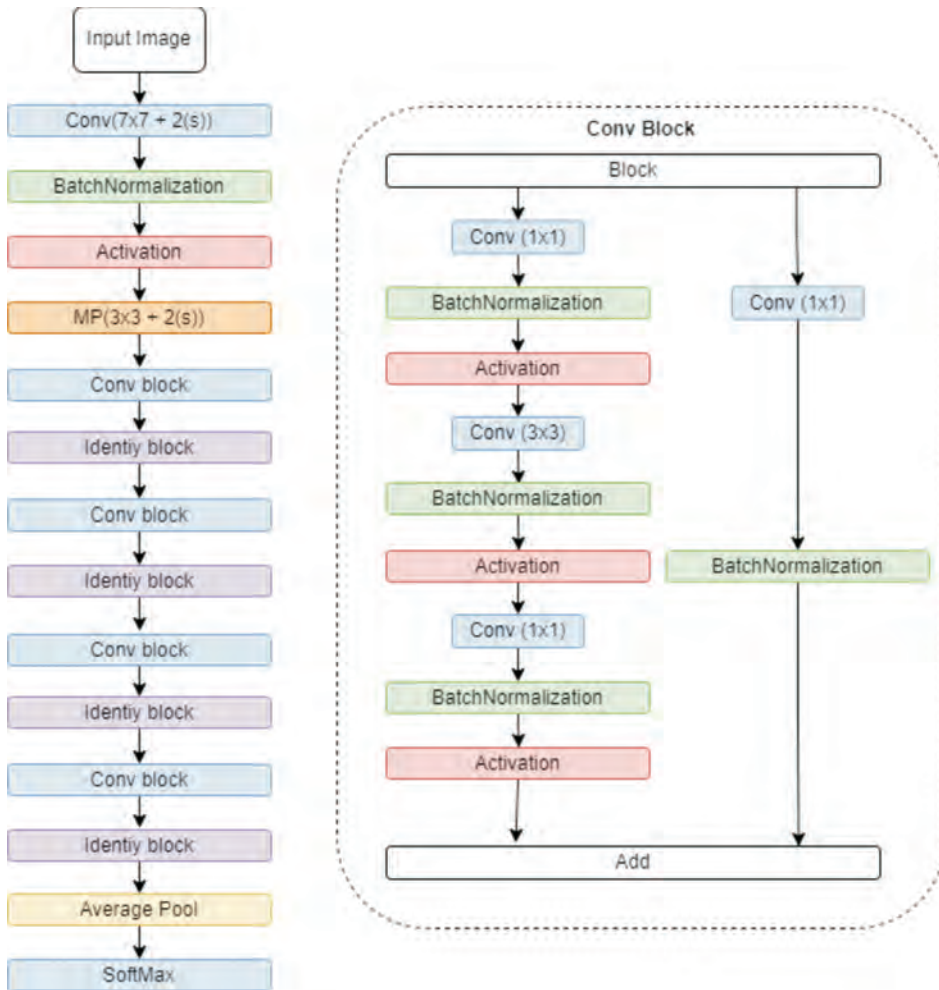 Input Image
Conv(7x7 + 2(s))
BatchNormalization
Activation
MP(3x3 + 2(s))
Conv block
Identiy block
Conv block
Identiy block
Conv block
Identiy block
Conv block
Identiy block
Average Pool
SoftMax
Conv Block
Block
Conv (1x1)
BatchNormalization
Activation
Conv (3x3)
BatchNormalization
Activation
Conv (1x1)
BatchNormalization
Activation
Conv (1x1)
BatchNormalization
Add